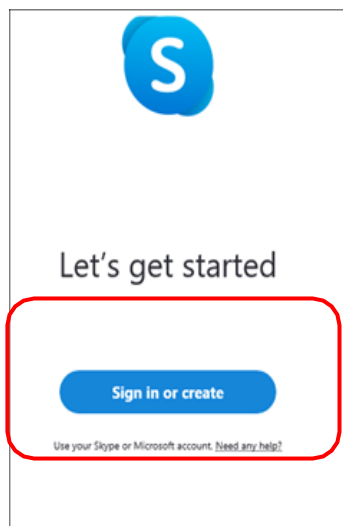 S
Let's get started
Sign in or create
Use your Skype or Microsoft account. Need any help?